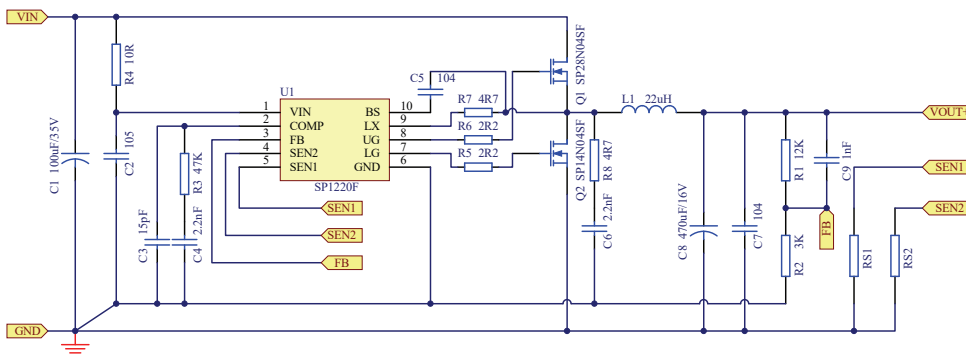 VIN
R4 10R
C1 100uF/35V
C2 105
C3 15pF
C4 2.2nF
R3 47K
U1
1 VIN BS 10
2 COMP LX 9
3 FB UG 8
4 SEN2 LG 7
5 SEN1 GND 6
SP1220F
SEN1
SEN2
FB
C5 104
R7 4R7
R6 2R2
R5 2R2
Q1 SP28N04SF
Q2 SP14N04SF
R8 4R7
C6 2.2nF
L1 22uH
C8 470uF/16V
C7 104
R1 12K
C9 1nF
R2 3K
FB
RS1
RS2
VOUT+
SEN1
SEN2
GND